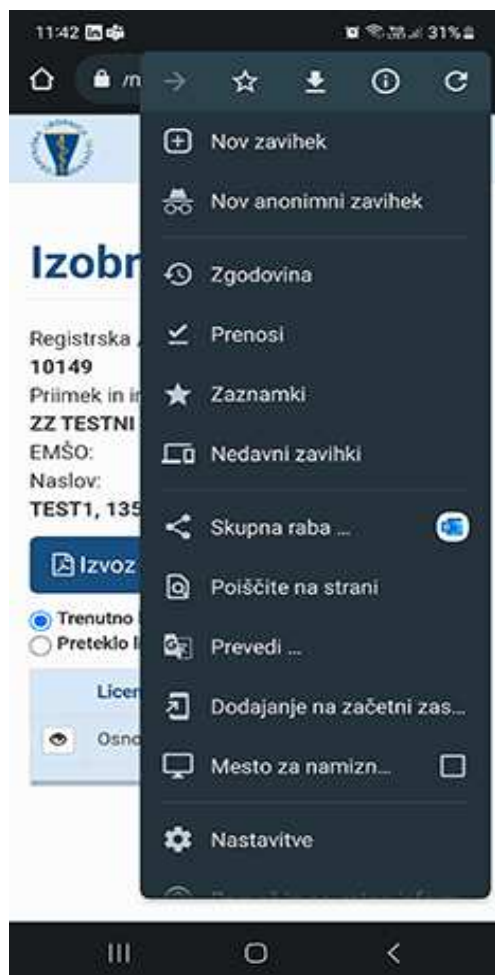 11:42
31%
/n
Nov zavihek
Nov anonimni zavihek
Izobr
Zgodovina
Registrska
Prenosi
10149
Priimek in i
Zaznamki
ZZ TESTNI
EMŠO:
Nedavni zavihki
Naslov:
TEST1, 135
Skupna raba ...
Izvoz
Poiščite na strani
Trenutno
Preteklo l
Prevedi ...
Licen
Dodajanje na začetni zas...
Osno
Mesto za namizn...
Nastavitve